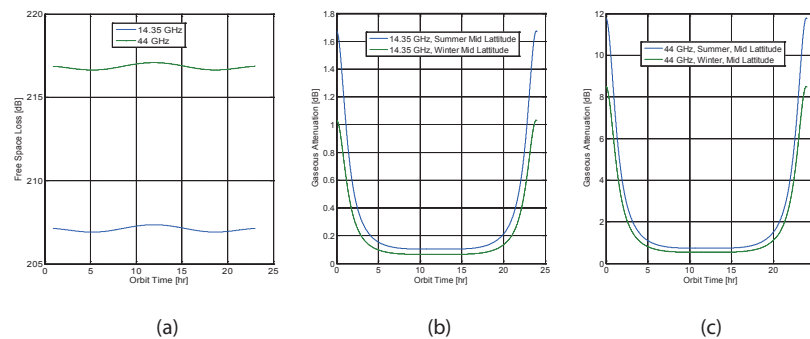 220
215
210
205
0
5
10
15
20
25
Free Space Loss [dB]
Orbit Time [hr]
14.35 GHz
44 GHz
(a)
1.8
1.6
1.4
1.2
1
0.8
0.6
0.4
0.2
0
0
5
10
15
20
25
Gaseous Attenuation [dB]
Orbit Time [hr]
14.35 GHz, Summer Mid Lattitude
14.35 GHz, Winter Mid Lattitude
(b)
12
10
8
6
4
2
0
0
5
10
15
20
Gaseous Attenuation [dB]
Orbit Time [hr]
44 GHz, Summer, Mid Latitude
44 GHz, Winter, Mid Latitude
(c)